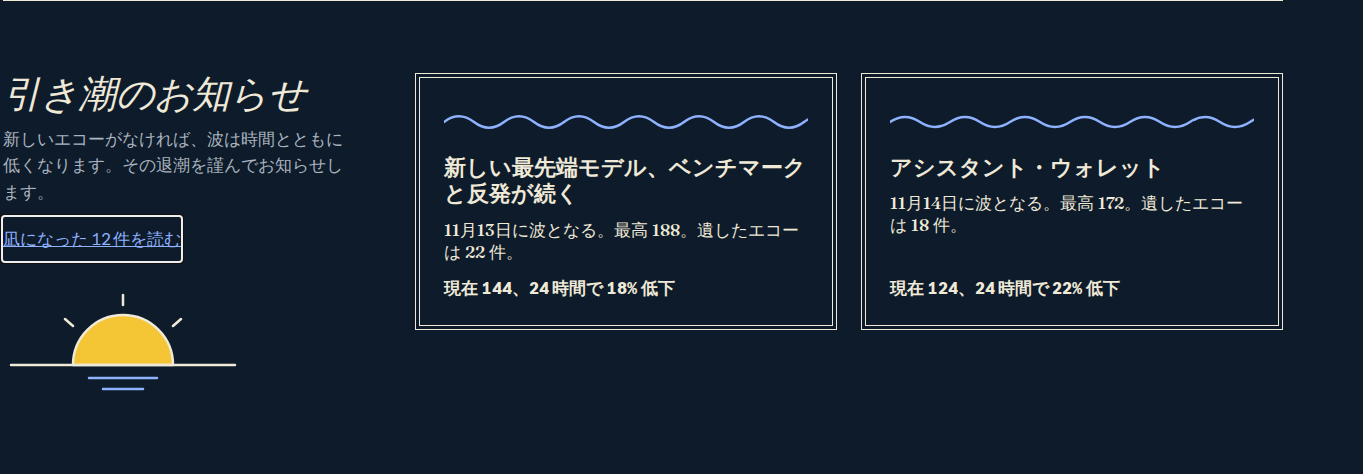 引き潮のお知らせ
新しいエコーがなければ、波は時間とともに
低くなります。その退潮を謹んでお知らせし
ます。
凪になった 12 件を読む
新しい最先端モデル、ベンチマーク
と反発が続く
11月13日に波となる。最高 188。遺したエコー
は 22 件。
現在 144、24 時間で 18% 低下
アシスタント・ウォレット
11月14日に波となる。最高 172。遺したエコー
は 18 件。
現在 124、24 時間で 22% 低下